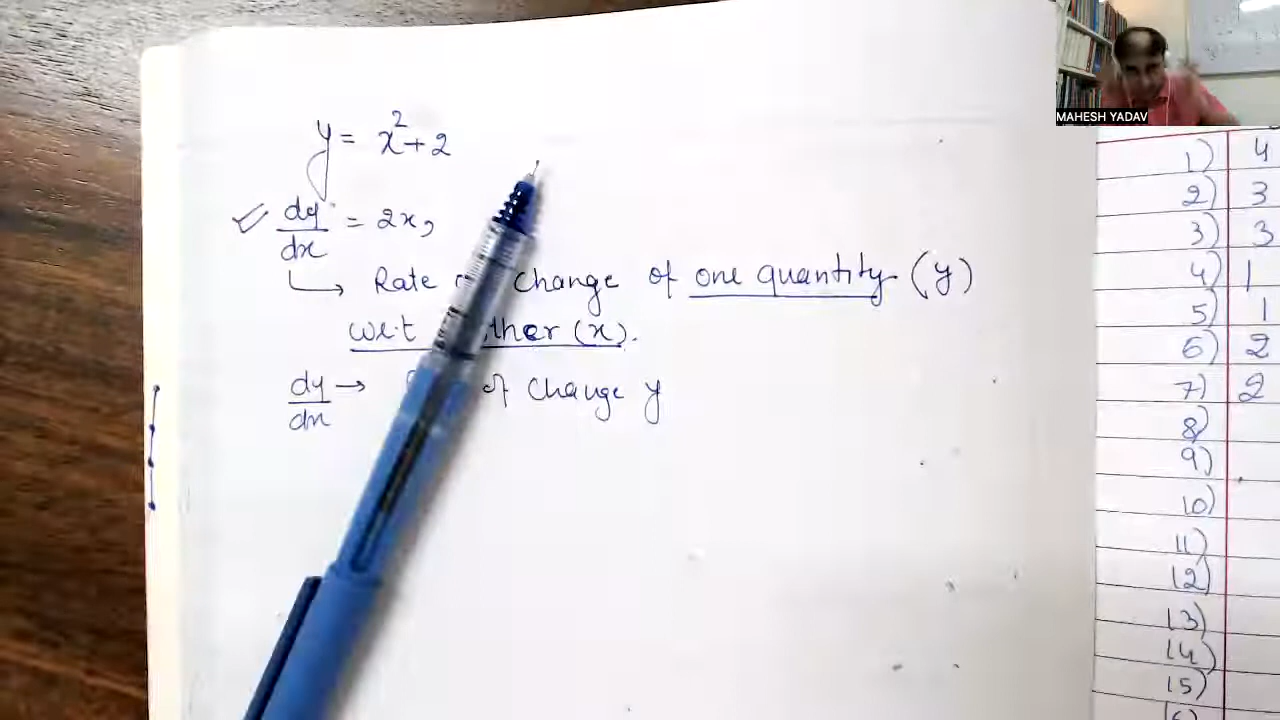 y = x²+2
dy/dx = 2x,
Rate change of one quantity (y)
w.r.t (x).
dy/dx → of change y
MAHESH YADAV
1) 4
2) 3
3) 3
4) 1
5) 1
6) 2
7) 2
8)
9)
10)
11)
12)
13)
14)
15)